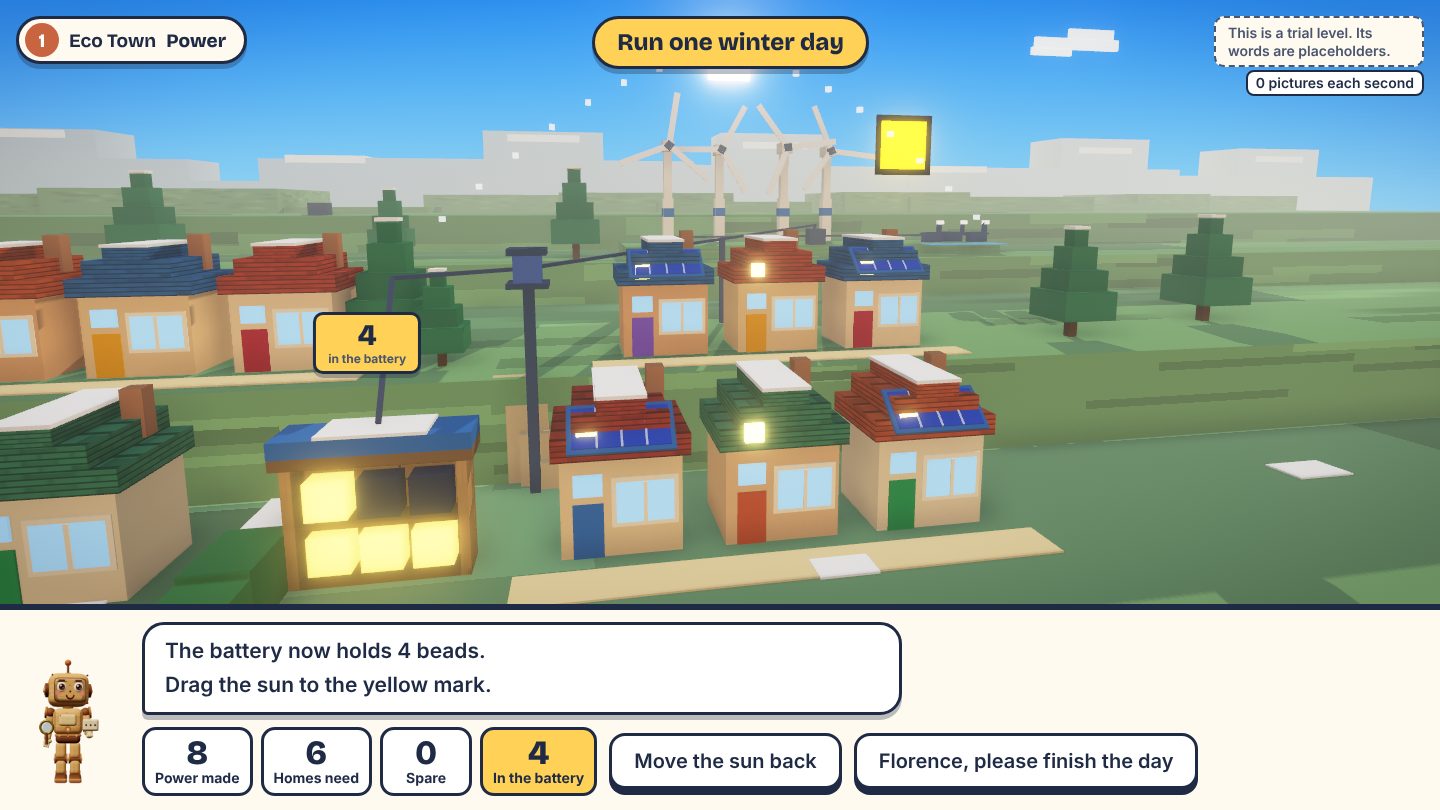 1 Eco Town Power
Run one winter day
This is a trial level. Its
words are placeholders.
0 pictures each second
4
in the battery
The battery now holds 4 beads.
Drag the sun to the yellow mark.
8
Power made
6
Homes need
0
Spare
4
In the battery
Move the sun back
Florence, please finish the day